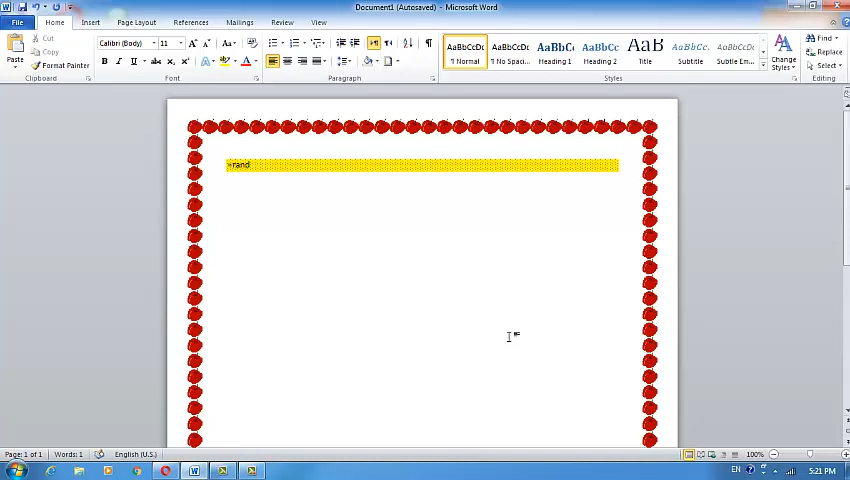 Document1 (Autosaved) - Microsoft Word
File Home Insert Page Layout References Mailings Review View
Paste
Cut
Copy
Format Painter
Clipboard
Calibri (Body) 11
Font
Paragraph
AaBbCcDc AaBbCcDc AaBbC AaBbCc AaB AaBbCc. AaBbCc
¶ Normal ¶ No Spaci... Heading 1 Heading 2 Title Subtitle Subtle Em...
Styles
Change
Styles
Find
Replace
Select
Editing
=rand
Page: 1 of 1 Words: 1 English (U.S.) 100%
EN 5:21 PM